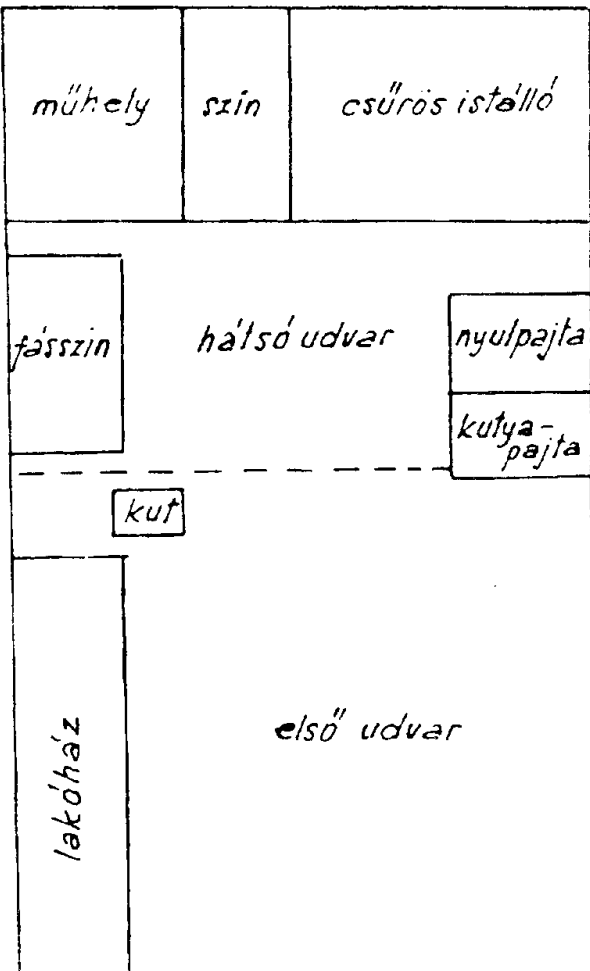 műhely
szín
csűrös istálló
fásszín
hátsó udvar
nyulpajta
kutya-
pajta
kut
első udvar
lakóház